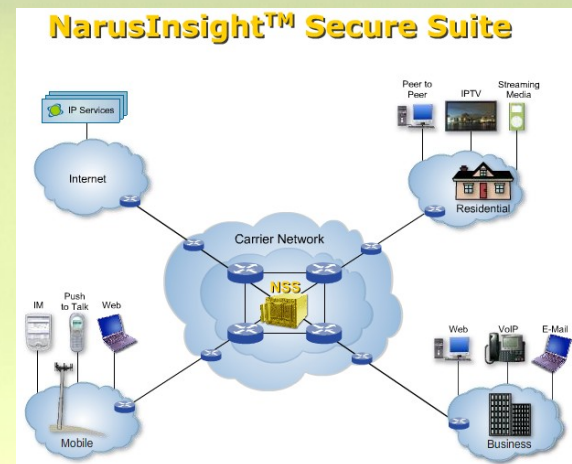 NarusInsight™ Secure Suite
IP Services
Internet
Peer to
Peer
IPTV
Streaming
Media
Residential
Carrier Network
NSS
IM
Push
to Talk
Web
Mobile
Web
VoIP
E-Mail
Business